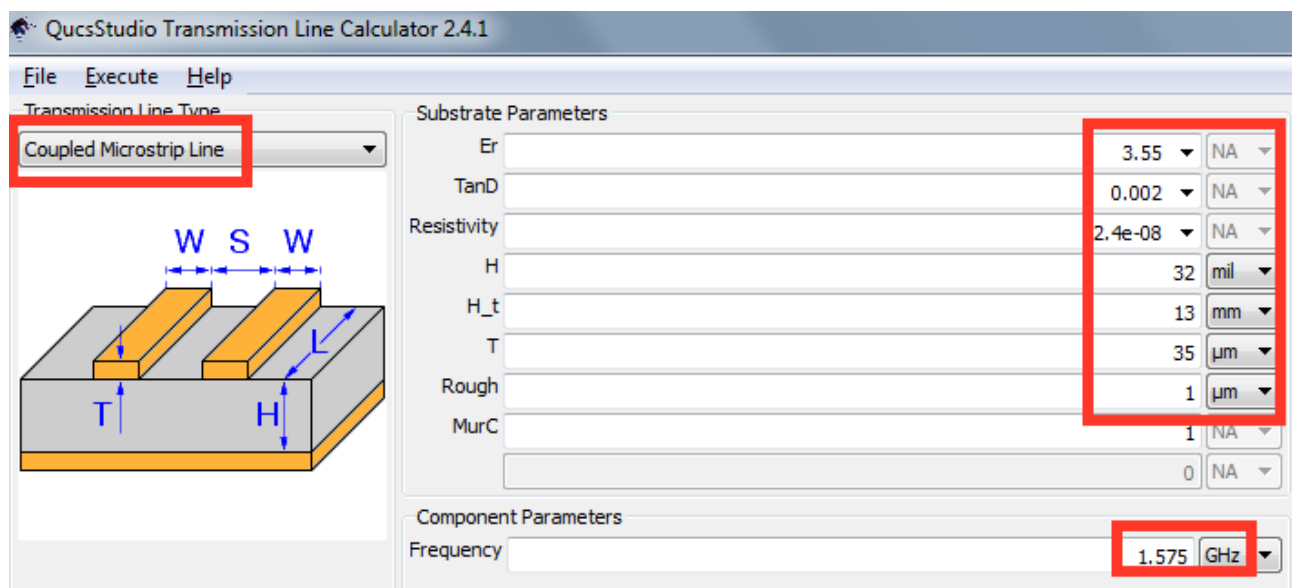 QucsStudio Transmission Line Calculator 2.4.1
File Execute Help
Transmission Line Type
Coupled Microstrip Line
W S W
L
T H
Substrate Parameters
Er 3.55 NA
TanD 0.002 NA
Resistivity 2.4e-08 NA
H 32 mil
H_t 13 mm
T 35 µm
Rough 1 µm
MurC 1 NA
0 NA
Component Parameters
Frequency 1.575 GHz